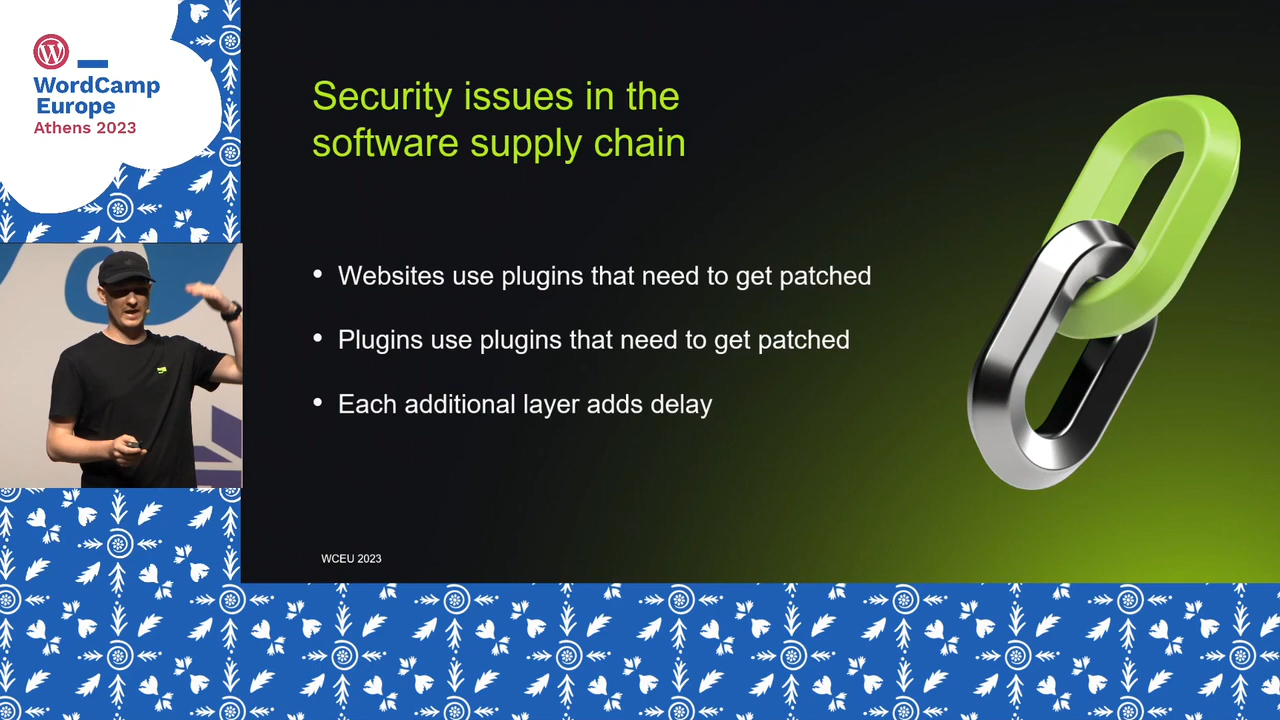 WordCamp
Europe
Athens 2023
Security issues in the
software supply chain
• Websites use plugins that need to get patched
• Plugins use plugins that need to get patched
• Each additional layer adds delay
WCEU 2023